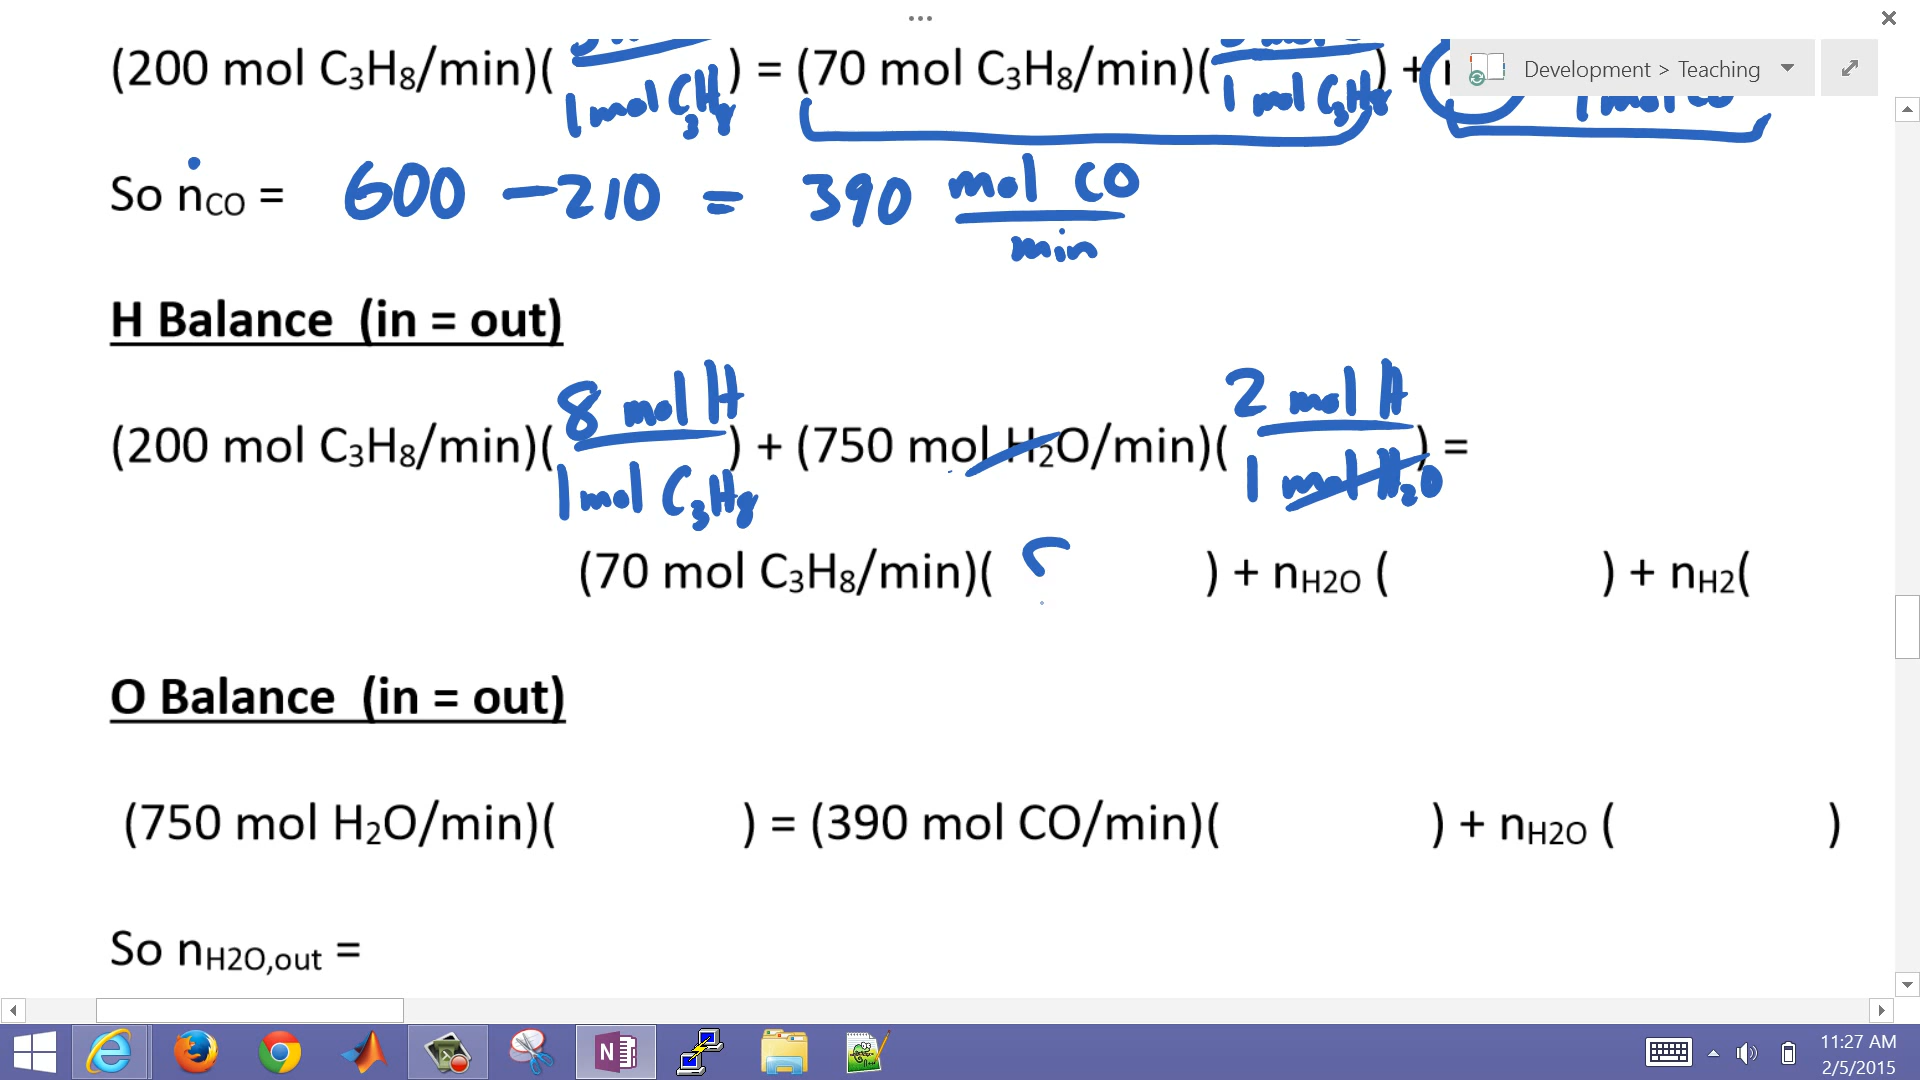 (200 mol C₃H₈/min)( ) = (70 mol C₃H₈/min)( ) +
1 mol C₃H₈ 1 mol C₃H₈ 1 mol CO
Development > Teaching
So ṅCO = 600 − 210 = 390 mol CO
min
H Balance (in = out)
8 mol H 2 mol H
(200 mol C₃H₈/min)( ) + (750 mol H₂O/min)( ) =
1 mol C₃H₈ 1 mol H₂O
(70 mol C₃H₈/min)( ) + nH2O ( ) + nH2(
O Balance (in = out)
(750 mol H₂O/min)( ) = (390 mol CO/min)( ) + nH2O ( )
So nH2O,out =
N
11:27 AM
2/5/2015